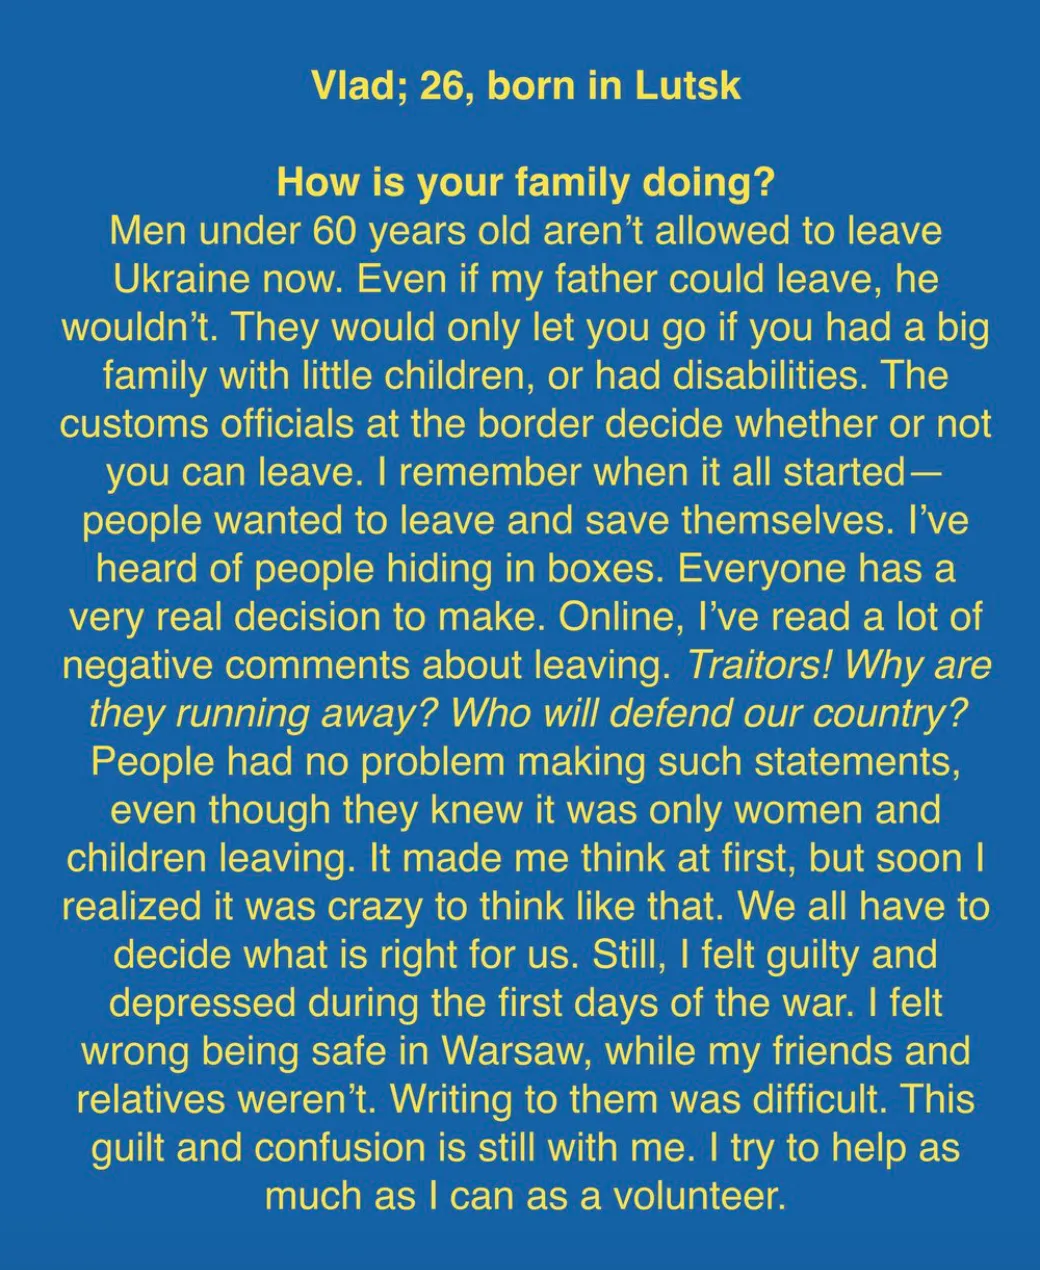 Vlad; 26, born in Lutsk
How is your family doing?
Men under 60 years old aren’t allowed to leave
Ukraine now. Even if my father could leave, he
wouldn’t. They would only let you go if you had a big
family with little children, or had disabilities. The
customs officials at the border decide whether or not
you can leave. I remember when it all started—
people wanted to leave and save themselves. I’ve
heard of people hiding in boxes. Everyone has a
very real decision to make. Online, I’ve read a lot of
negative comments about leaving. Traitors! Why are
they running away? Who will defend our country?
People had no problem making such statements,
even though they knew it was only women and
children leaving. It made me think at first, but soon I
realized it was crazy to think like that. We all have to
decide what is right for us. Still, I felt guilty and
depressed during the first days of the war. I felt
wrong being safe in Warsaw, while my friends and
relatives weren’t. Writing to them was difficult. This
guilt and confusion is still with me. I try to help as
much as I can as a volunteer.